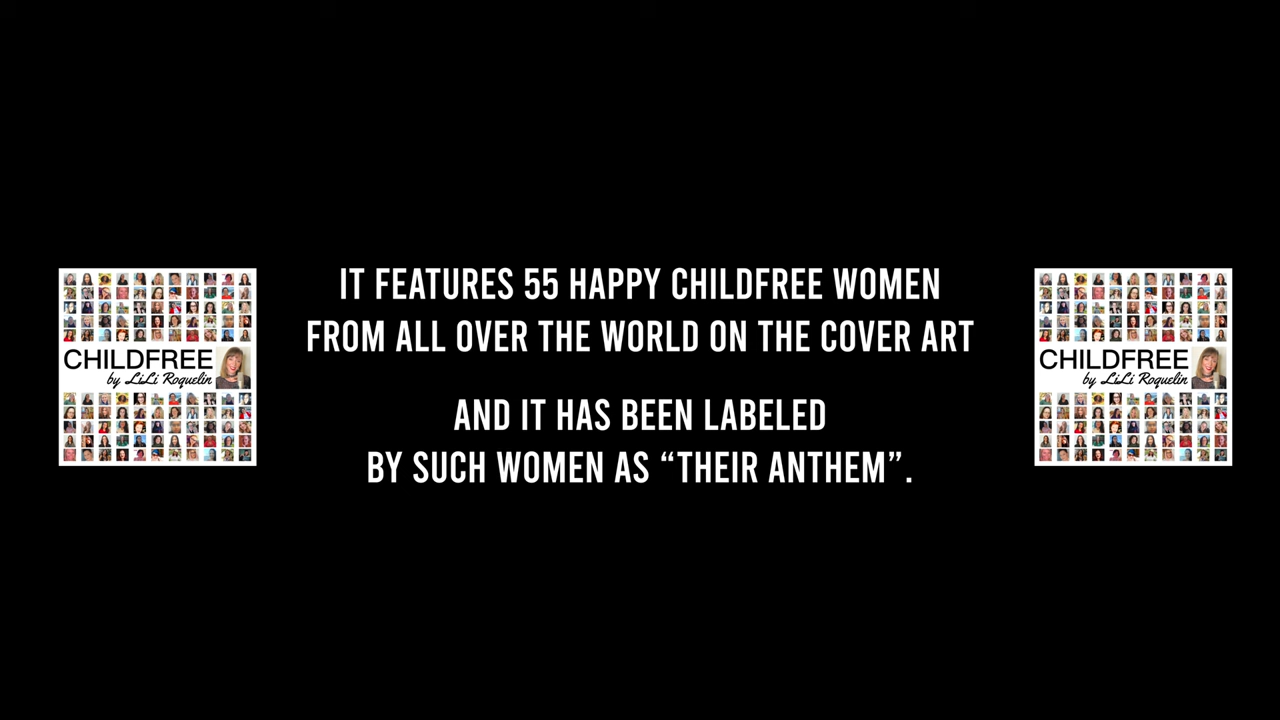 IT FEATURES 55 HAPPY CHILDFREE WOMEN
FROM ALL OVER THE WORLD ON THE COVER ART
AND IT HAS BEEN LABELED
BY SUCH WOMEN AS “THEIR ANTHEM”.
CHILDFREE
by LiLi Roquelin
CHILDFREE
by LiLi Roquelin